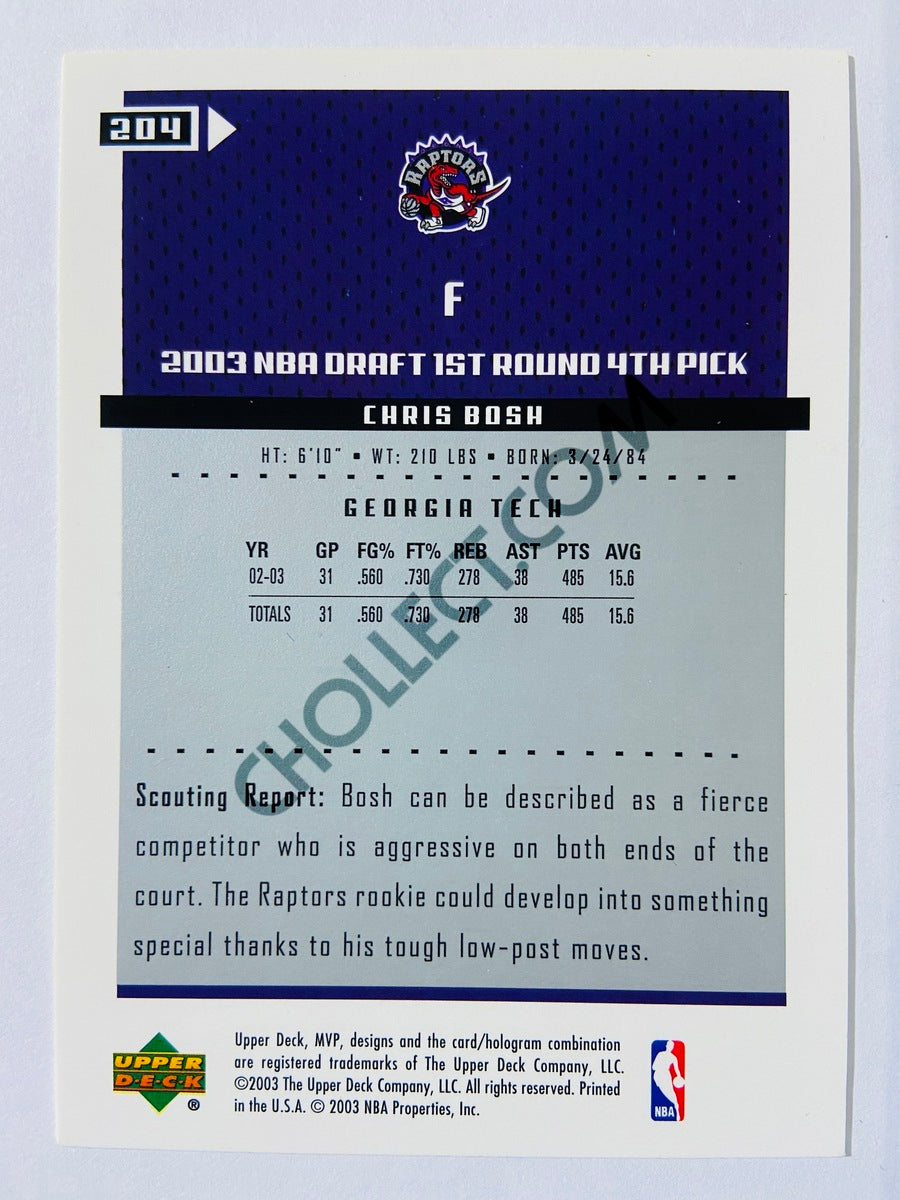 204
RAPTORS
F
2003 NBA DRAFT 1ST ROUND 4TH PICK
CHRIS BOSH
HT: 6'10" ▪ WT: 210 LBS ▪ BORN: 3/24/84
GEORGIA TECH
YR GP FG% FT% REB AST PTS AVG
02-03 31 .560 .730 278 38 485 15.6
TOTALS 31 .560 .730 278 38 485 15.6
CHOLLECT.COM
Scouting Report: Bosh can be described as a fierce
competitor who is aggressive on both ends of the
court. The Raptors rookie could develop into something
special thanks to his tough low-post moves.
UPPER
D·E·C·K
®
Upper Deck, MVP, designs and the card/hologram combination
are registered trademarks of The Upper Deck Company, LLC.
©2003 The Upper Deck Company, LLC. All rights reserved. Printed
in the U.S.A. © 2003 NBA Properties, Inc.
NBA